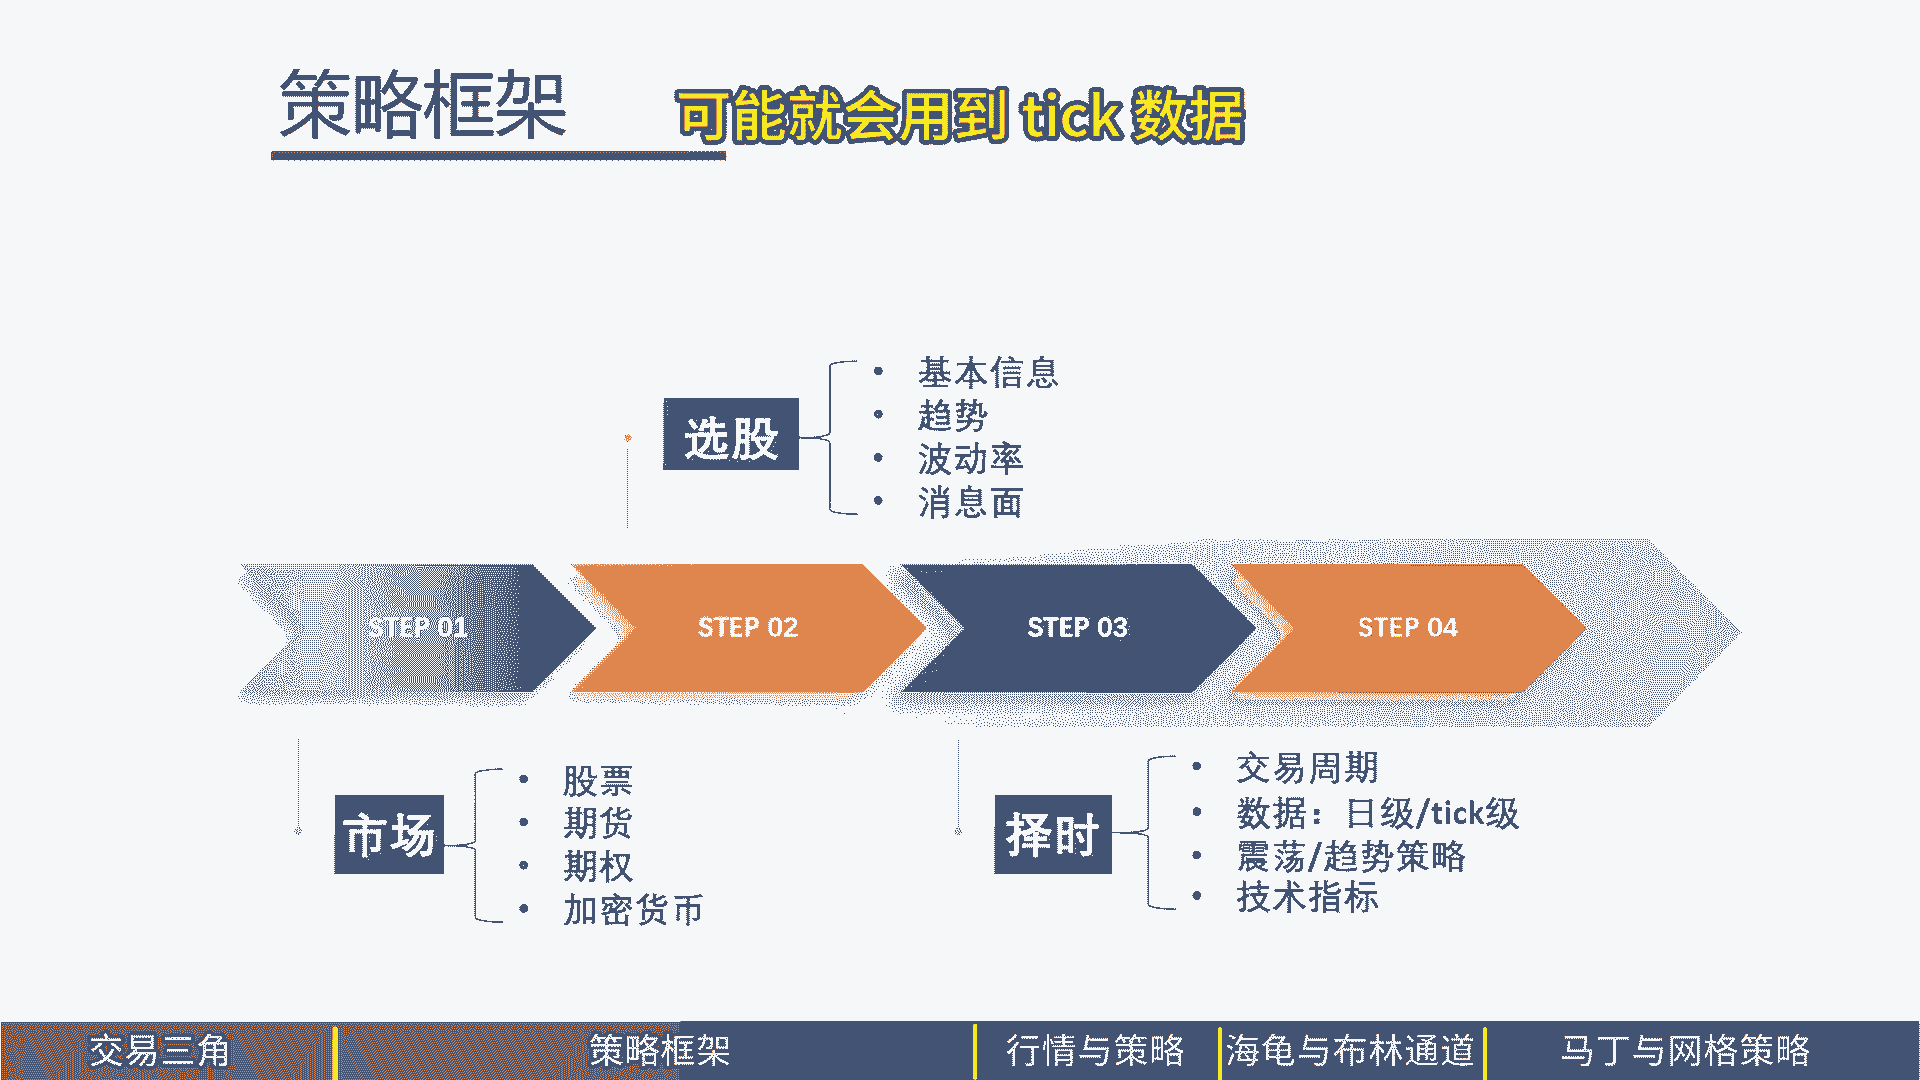 策略框架
可能就会用到 tick 数据
选股
• 基本信息
• 趋势
• 波动率
• 消息面
STEP 01
STEP 02
STEP 03
STEP 04
市场
• 股票
• 期货
• 期权
• 加密货币
择时
• 交易周期
• 数据：日级/tick级
• 震荡/趋势策略
• 技术指标
交易三角
策略框架
行情与策略
海龟与布林通道
马丁与网格策略